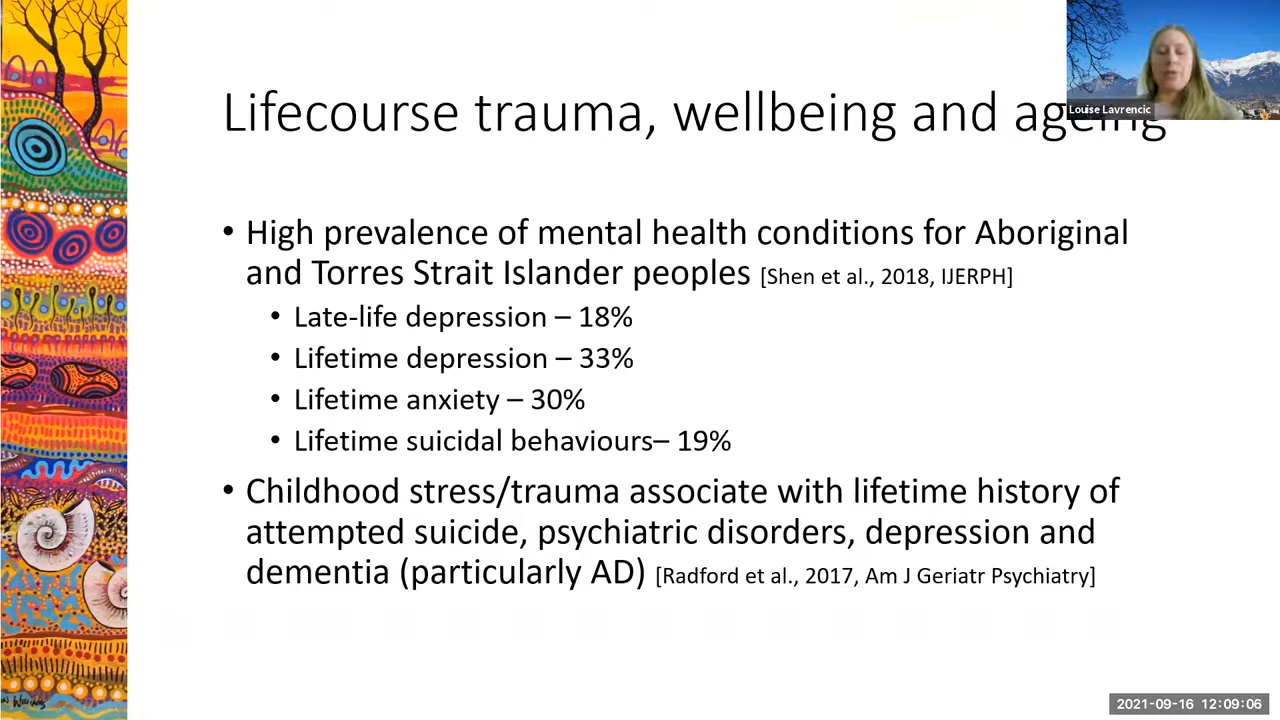 Lifecourse trauma, wellbeing and ageing
Louise Lavrencic
• High prevalence of mental health conditions for Aboriginal
and Torres Strait Islander peoples [Shen et al., 2018, IJERPH]
• Late-life depression – 18%
• Lifetime depression – 33%
• Lifetime anxiety – 30%
• Lifetime suicidal behaviours– 19%
• Childhood stress/trauma associate with lifetime history of
attempted suicide, psychiatric disorders, depression and
dementia (particularly AD) [Radford et al., 2017, Am J Geriatr Psychiatry]
2021-09-16 12:09:06